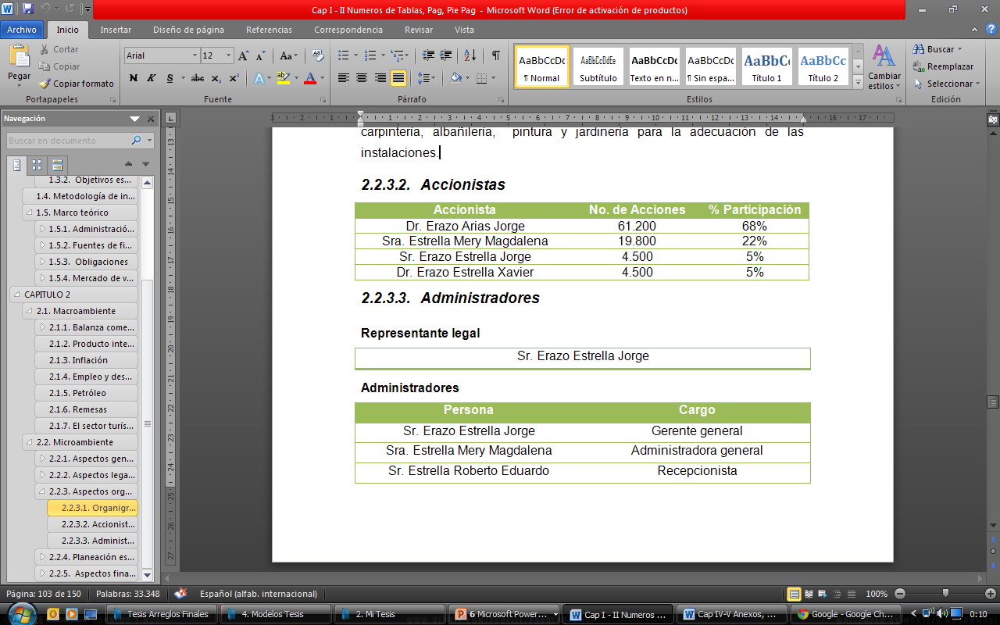 Cap I - II Numeros de Tablas, Pag, Pie Pag - Microsoft Word (Error de activación de productos)
Archivo Inicio Insertar Diseño de página Referencias Correspondencia Revisar Vista
Pegar
Cortar
Copiar
Copiar formato
Portapapeles
Arial 12
N K S abc x₂ x²
Fuente
Párrafo
AaBbCcDc AaBbCcDdEe AaBbCcDc AaBbCcDc AaBbC AaBbCc
¶ Normal Subtítulo Texto en n... ¶ Sin espa... Título 1 Título 2
Cambiar estilos
Estilos
Buscar
Reemplazar
Seleccionar
Edición
Navegación
Buscar en documento
1.3.2. Objetivos es...
1.4. Metodología de in...
1.5. Marco teórico
1.5.1. Administració...
1.5.2. Fuentes de fi...
1.5.3. Obligaciones
1.5.4. Mercado de v...
CAPITULO 2
2.1. Macroambiente
2.1.1. Balanza come...
2.1.2. Producto inte...
2.1.3. Inflación
2.1.4. Empleo y des...
2.1.5. Petróleo
2.1.6. Remesas
2.1.7. El sector turís...
2.2. Microambiente
2.2.1. Aspectos gen...
2.2.2. Aspectos lega...
2.2.3. Aspectos org...
2.2.3.1. Organigr...
2.2.3.2. Accionist...
2.2.3.3. Administ...
2.2.4. Planeación es...
2.2.5. Aspectos fina...
carpintería, albañilería, pintura y jardinería para la adecuación de las
instalaciones.
2.2.3.2. Accionistas
Accionista No. de Acciones % Participación
Dr. Erazo Arias Jorge 61.200 68%
Sra. Estrella Mery Magdalena 19.800 22%
Sr. Erazo Estrella Jorge 4.500 5%
Dr. Erazo Estrella Xavier 4.500 5%
2.2.3.3. Administradores
Representante legal
Sr. Erazo Estrella Jorge
Administradores
Persona Cargo
Sr. Erazo Estrella Jorge Gerente general
Sra. Estrella Mery Magdalena Administradora general
Sr. Estrella Roberto Eduardo Recepcionista
Página: 103 de 150 Palabras: 33.348 Español (alfab. internacional) 100%
Tesis Arreglos Finales 4. Modelos Tesis 2. Mi Tesis 6 Microsoft Power... Cap I - II Numeros ... Cap IV-V Anexos, ... Google - Google Ch... 0:10